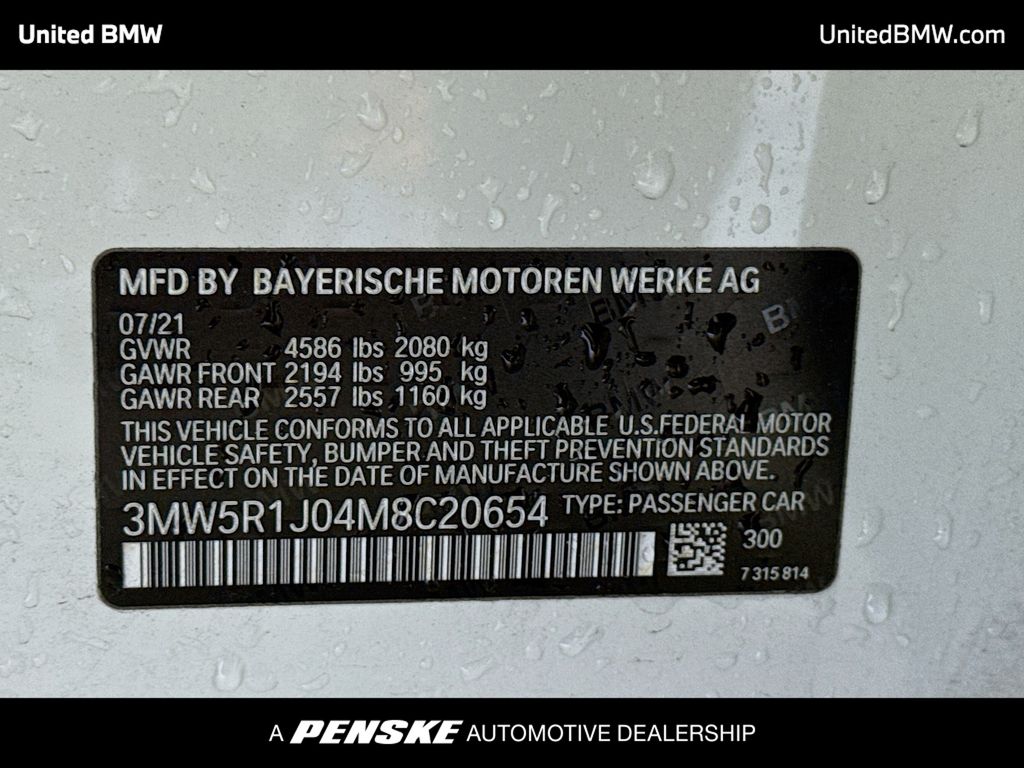 United BMW
UnitedBMW.com
MFD BY BAYERISCHE MOTOREN WERKE AG
07/21
GVWR 4586 lbs 2080 kg
GAWR FRONT 2194 lbs 995 kg
GAWR REAR 2557 lbs 1160 kg
THIS VEHICLE CONFORMS TO ALL APPLICABLE U.S.FEDERAL MOTOR
VEHICLE SAFETY, BUMPER AND THEFT PREVENTION STANDARDS
IN EFFECT ON THE DATE OF MANUFACTURE SHOWN ABOVE.
3MW5R1J04M8C20654 TYPE: PASSENGER CAR
300
7 315 814
A PENSKE AUTOMOTIVE DEALERSHIP